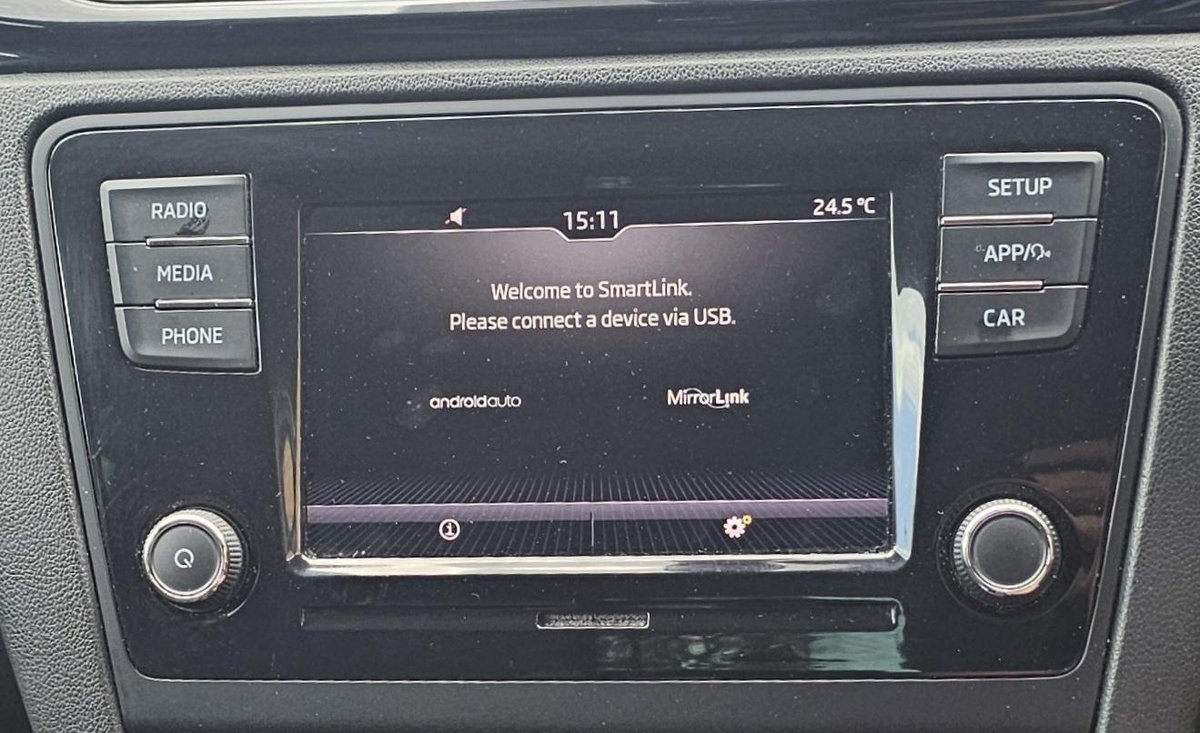 RADIO
MEDIA
PHONE
15:11
24.5 °C
Welcome to SmartLink.
Please connect a device via USB.
androidauto
MirrorLink
SETUP
APP/
CAR